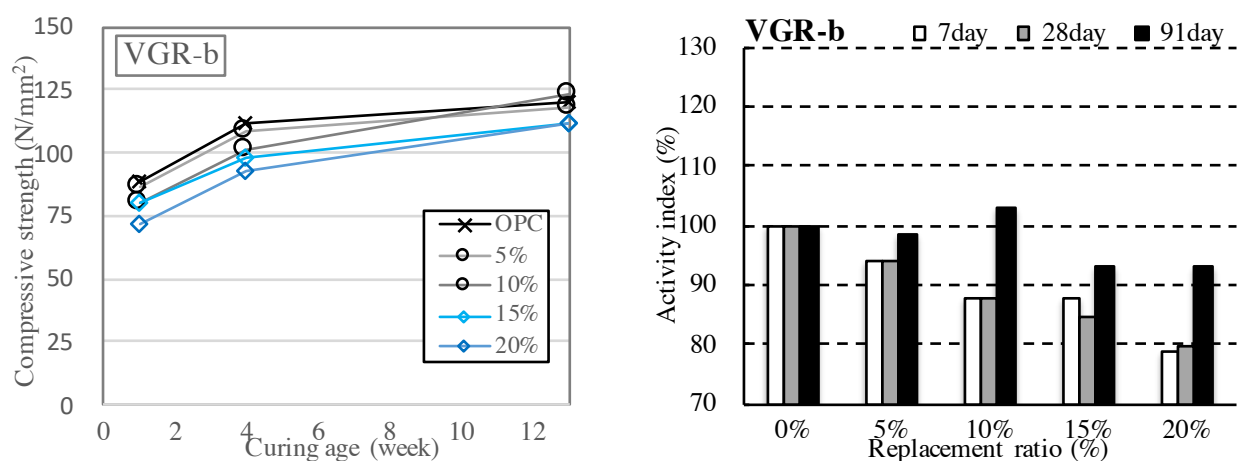 150
125
100
75
50
25
0
Compressive strength (N/mm²)
VGR-b
OPC
5%
10%
15%
20%
0 2 4 6 8 10 12
Curing age (week)
VGR-b 7day 28day 91day
130
120
110
100
90
80
70
Activity index (%)
0% 5% 10% 15% 20%
Replacement ratio (%)